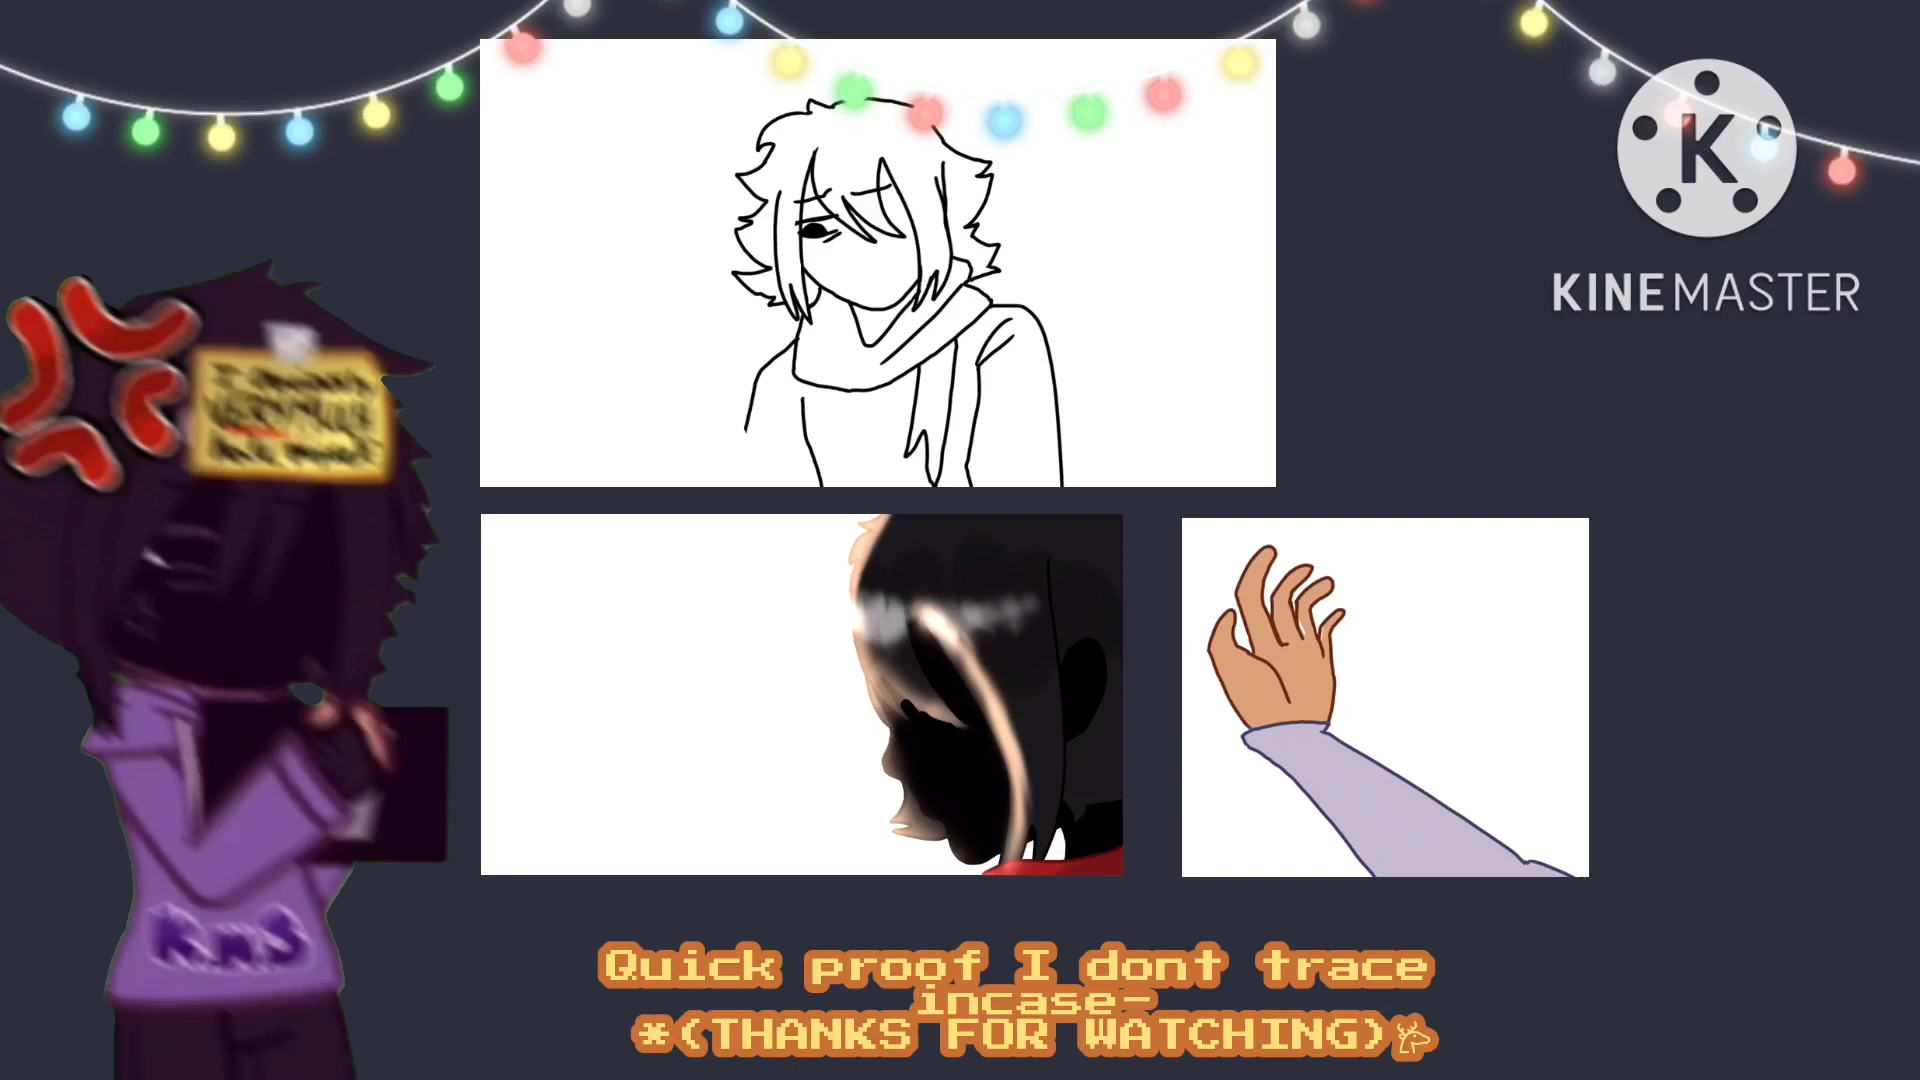 KINEMASTER
R.n.S
Quick proof I dont trace
incase-
*(THANKS FOR WATCHING)